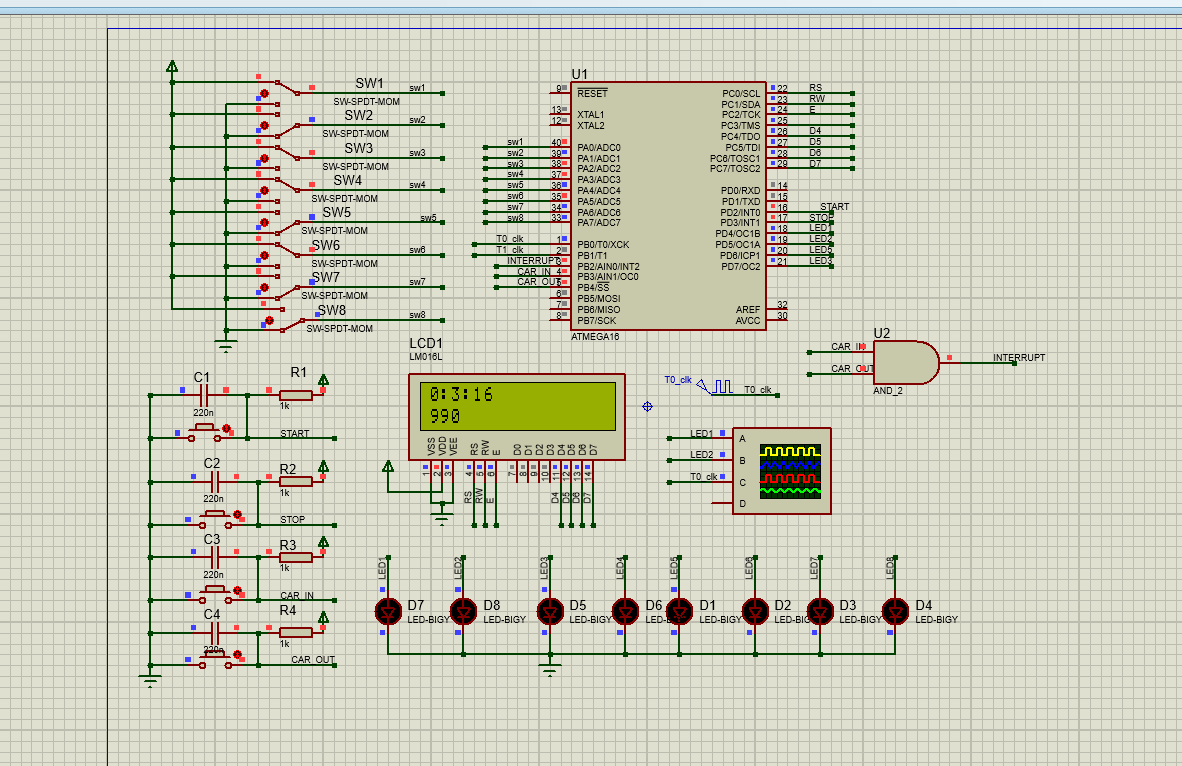 SW1
sw1
SW-SPDT-MOM
SW2
sw2
SW-SPDT-MOM
SW3
sw3
SW-SPDT-MOM
SW4
sw4
SW-SPDT-MOM
SW5
sw5
SW-SPDT-MOM
SW6
sw6
SW-SPDT-MOM
SW7
sw7
SW-SPDT-MOM
SW8
sw8
SW-SPDT-MOM
U1
9 RESET
13 XTAL1
12 XTAL2
sw1 40 PA0/ADC0
sw2 39 PA1/ADC1
sw3 38 PA2/ADC2
sw4 37 PA3/ADC3
sw5 36 PA4/ADC4
sw6 35 PA5/ADC5
sw7 34 PA6/ADC6
sw8 33 PA7/ADC7
T0_clk 1 PB0/T0/XCK
T1_clk 2 PB1/T1
INTERRUPT 3 PB2/AIN0/INT2
CAR_IN 4 PB3/AIN1/OC0
CAR_OUT 5 PB4/SS
6 PB5/MOSI
7 PB6/MISO
8 PB7/SCK
PC0/SCL 22 RS
PC1/SDA 23 RW
PC2/TCK 24 E
PC3/TMS 25
PC4/TDO 26 D4
PC5/TDI 27 D5
PC6/TOSC1 28 D6
PC7/TOSC2 29 D7
PD0/RXD 14
PD1/TXD 15
PD2/INT0 16 START
PD3/INT1 17 STOP
PD4/OC1B 18 LED1
PD5/OC1A 19 LED2
PD6/ICP1 20 LED5
PD7/OC2 21 LED3
AREF 32
AVCC 30
ATMEGA16
U2
CAR IN
CAR OUT
INTERRUPT
AND_2
C1
220n
R1
1k
START
C2
220n
R2
1k
STOP
C3
220n
R3
1k
CAR_IN
C4
220n
R4
1k
CAR_OUT
LCD1
LM016L
0:3:16
990
VSS VDD VEE RS RW E D0 D1 D2 D3 D4 D5 D6 D7
1 2 3 4 5 6 7 8 9 10 11 12 13 14
RS RW E D4 D5 D6 D7
T0_clk
T0_clk
LED1 A
LED2 B
T0_clk C
D
LED1 LED2 LED3 LED4 LED5 LED6 LED7 LED8
D7 D8 D5 D6 D1 D2 D3 D4
LED-BIGY LED-BIGY LED-BIGY LED-B LED-BIGY LED-BIGY LED-BIGY LED-BIGY